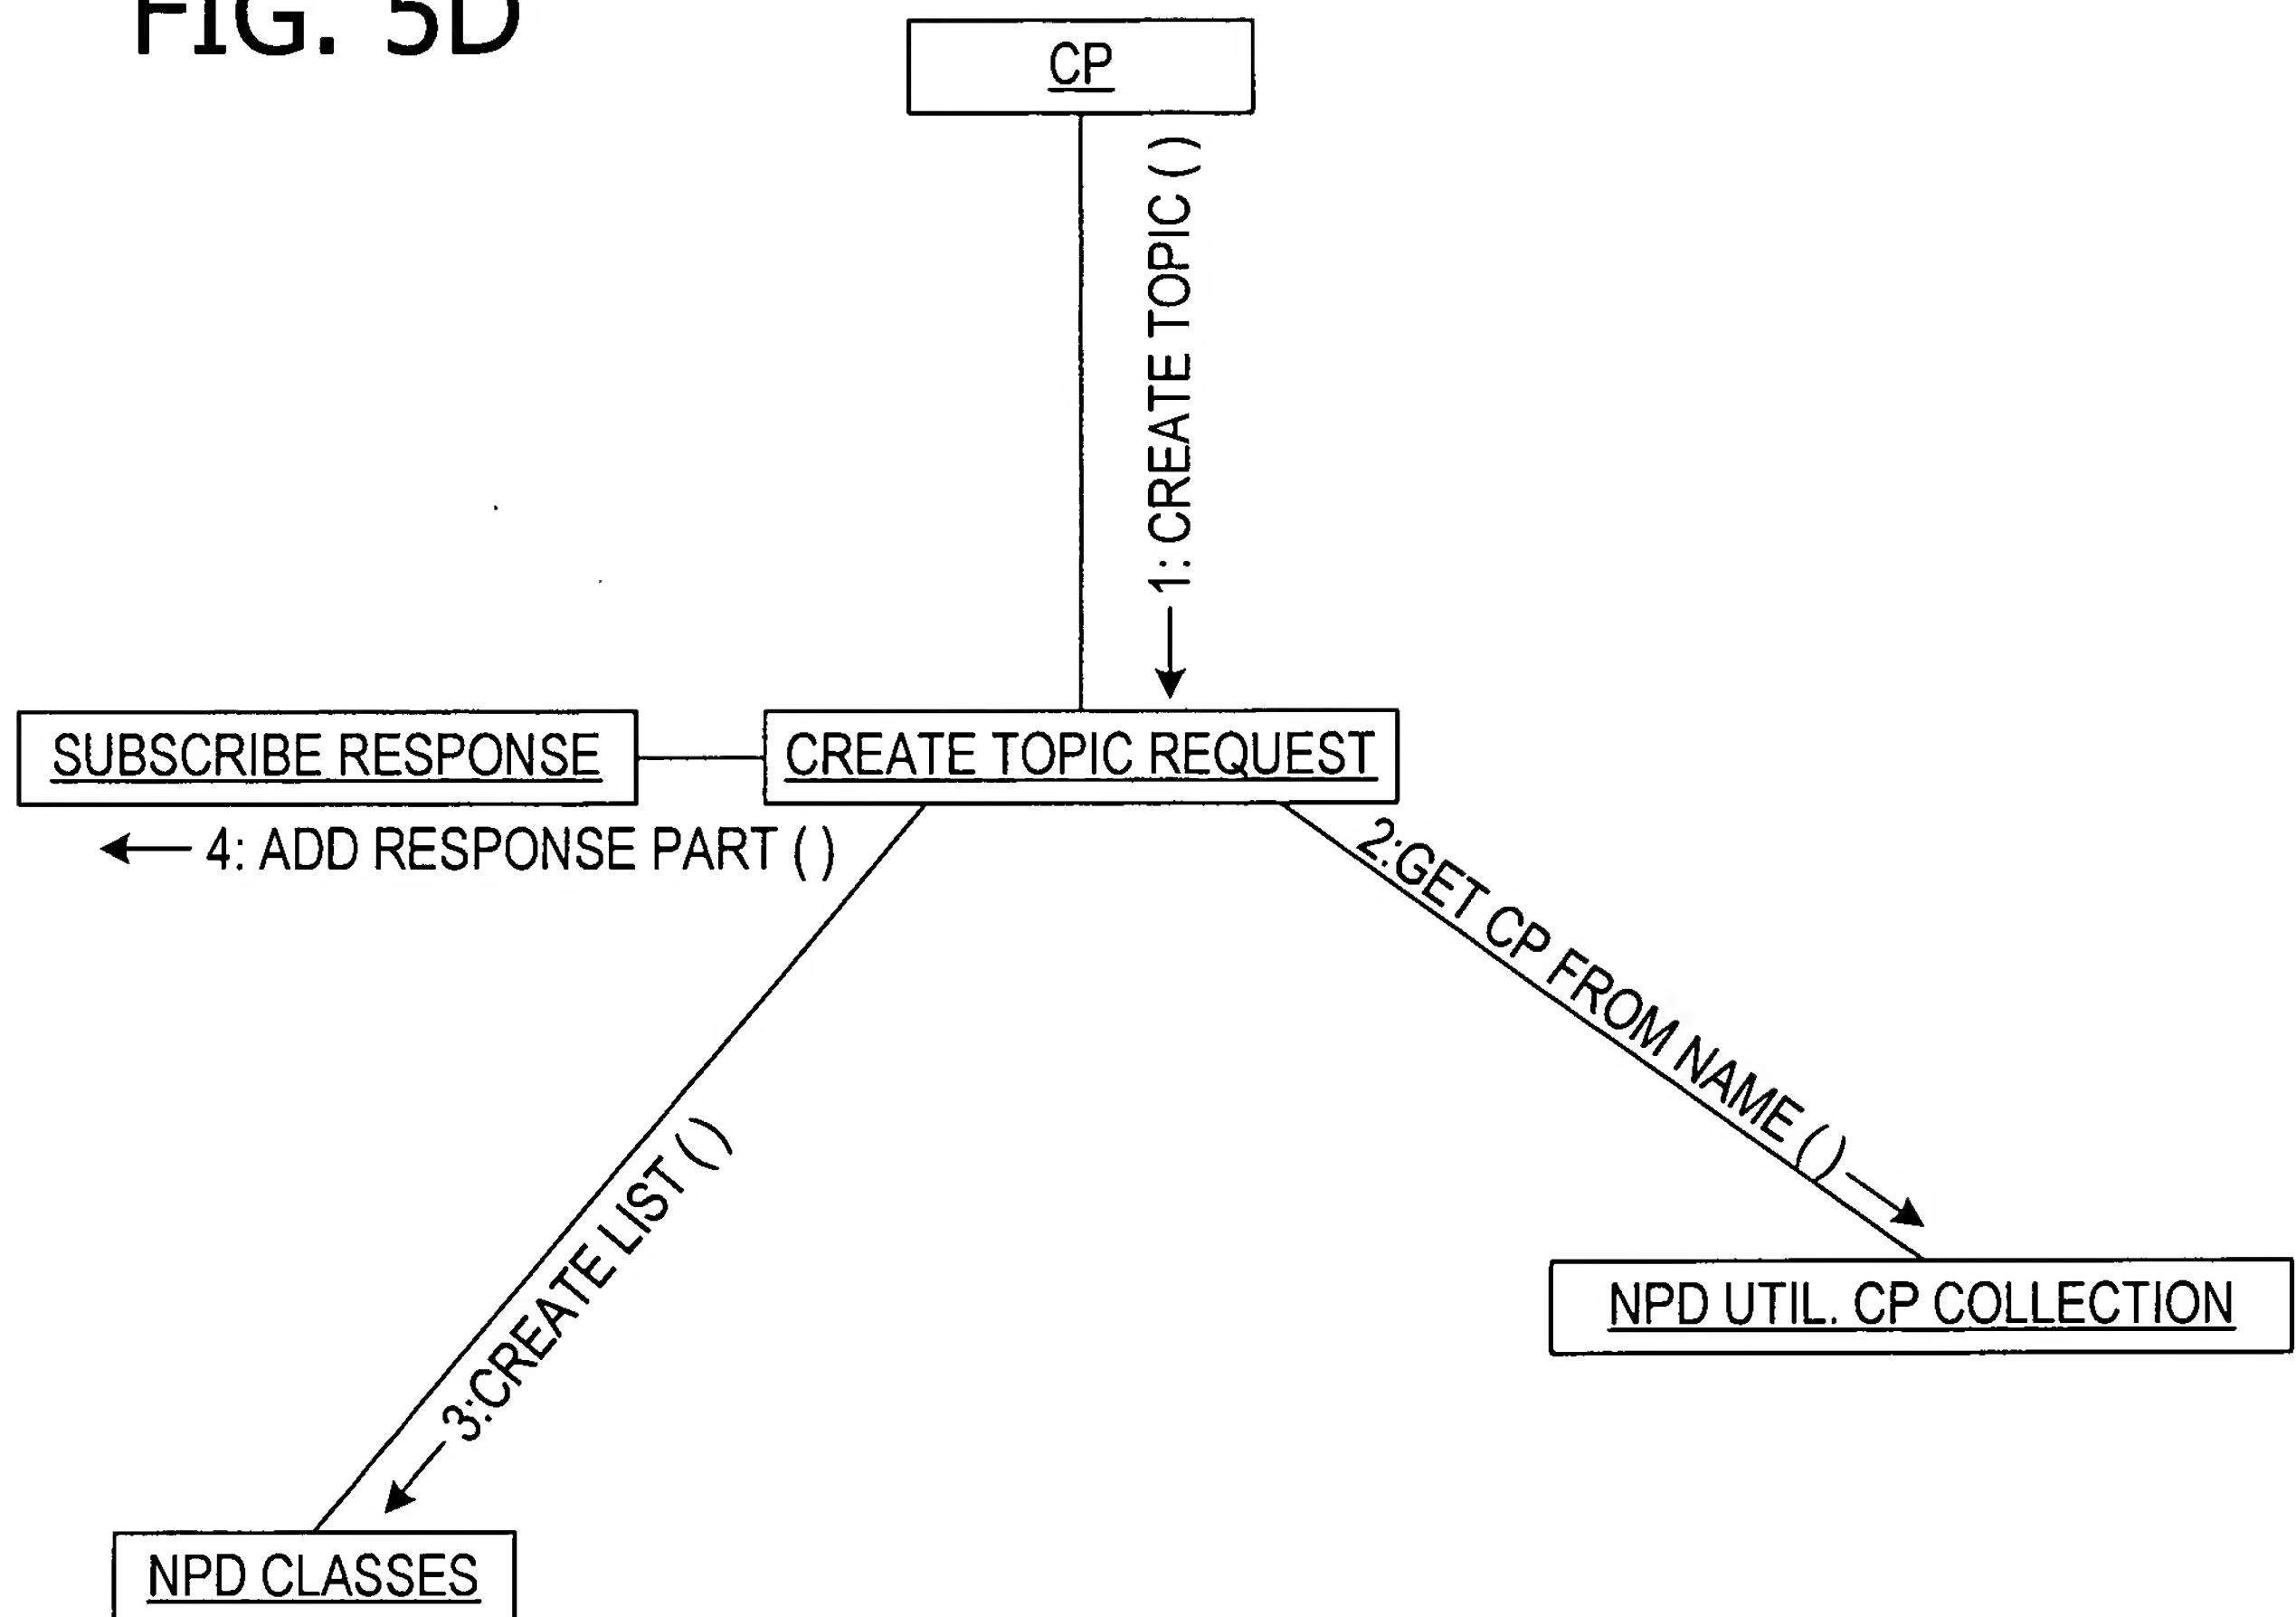 FIG. 5D
CP
1: CREATE TOPIC ( )
SUBSCRIBE RESPONSE
CREATE TOPIC REQUEST
4: ADD RESPONSE PART ( )
2:GET CP FROM NAME ( )
3:CREATE LIST ( )
NPD UTIL. CP COLLECTION
NPD CLASSES